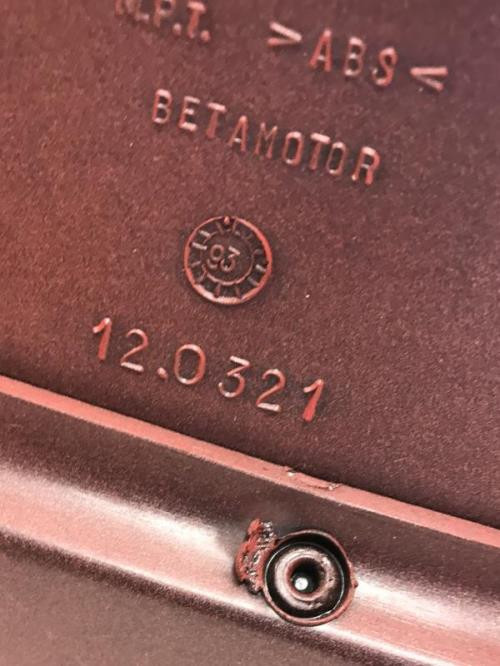 N.P.T. >ABS<
BETAMOTOR
93
12.0321